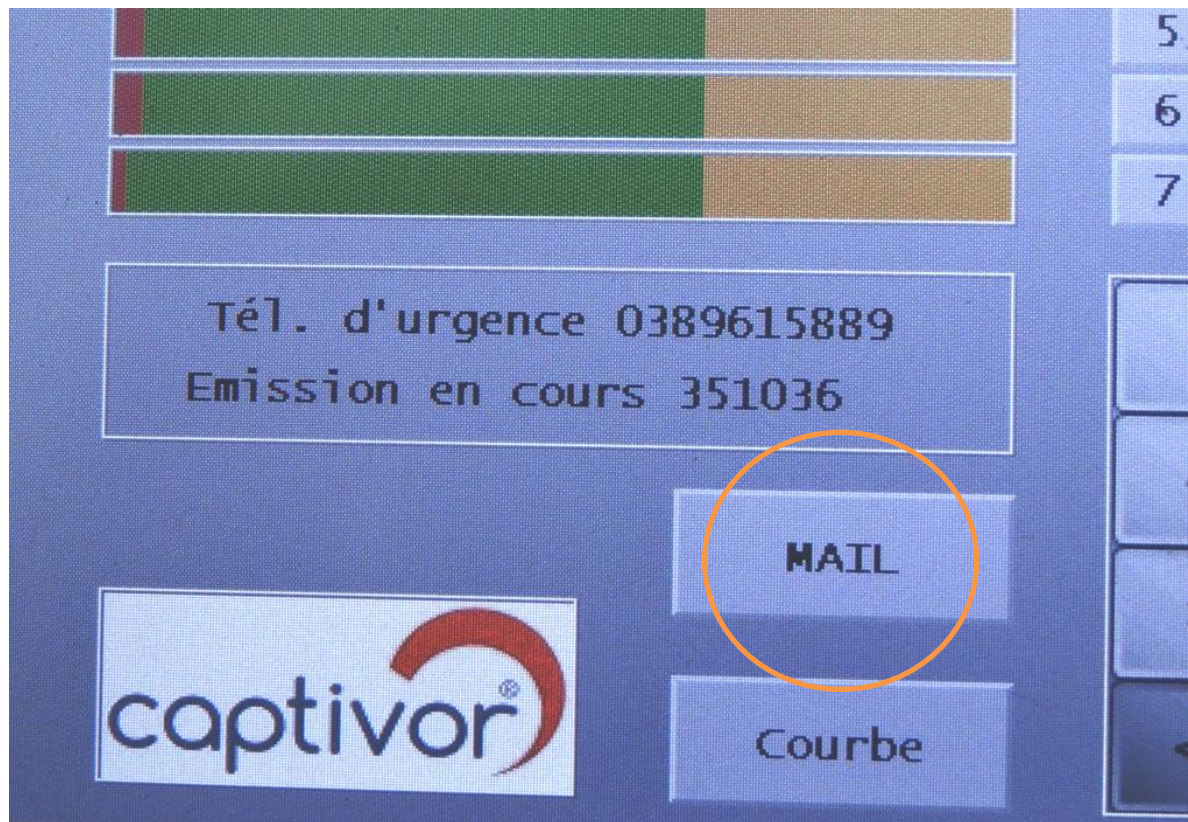 5
6
7
Tél. d'urgence 0389615889
Emission en cours 351036
MAIL
captivor®
Courbe